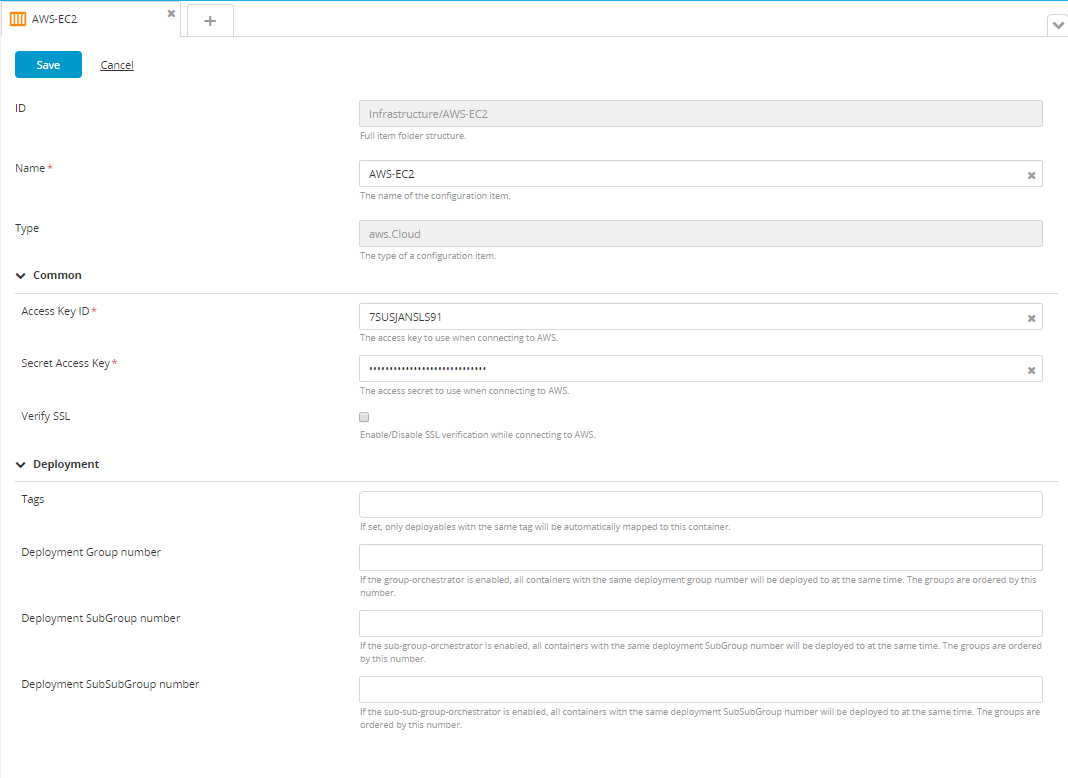 AWS-EC2
Save Cancel
ID
Infrastructure/AWS-EC2
Full item folder structure.
Name *
AWS-EC2
The name of the configuration item.
Type
aws.Cloud
The type of a configuration item.
Common
Access Key ID *
7SUSJANSLS91
The access key to use when connecting to AWS.
Secret Access Key *
The access secret to use when connecting to AWS.
Verify SSL
Enable/Disable SSL verification while connecting to AWS.
Deployment
Tags
If set, only deployables with the same tag will be automatically mapped to this container.
Deployment Group number
If the group-orchestrator is enabled, all containers with the same deployment group number will be deployed to at the same time. The groups are ordered by this
number.
Deployment SubGroup number
If the sub-group-orchestrator is enabled, all containers with the same deployment SubGroup number will be deployed to at the same time. The groups are ordered
by this number.
Deployment SubSubGroup number
If the sub-sub-group-orchestrator is enabled, all containers with the same deployment SubSubGroup number will be deployed to at the same time. The groups are
ordered by this number.